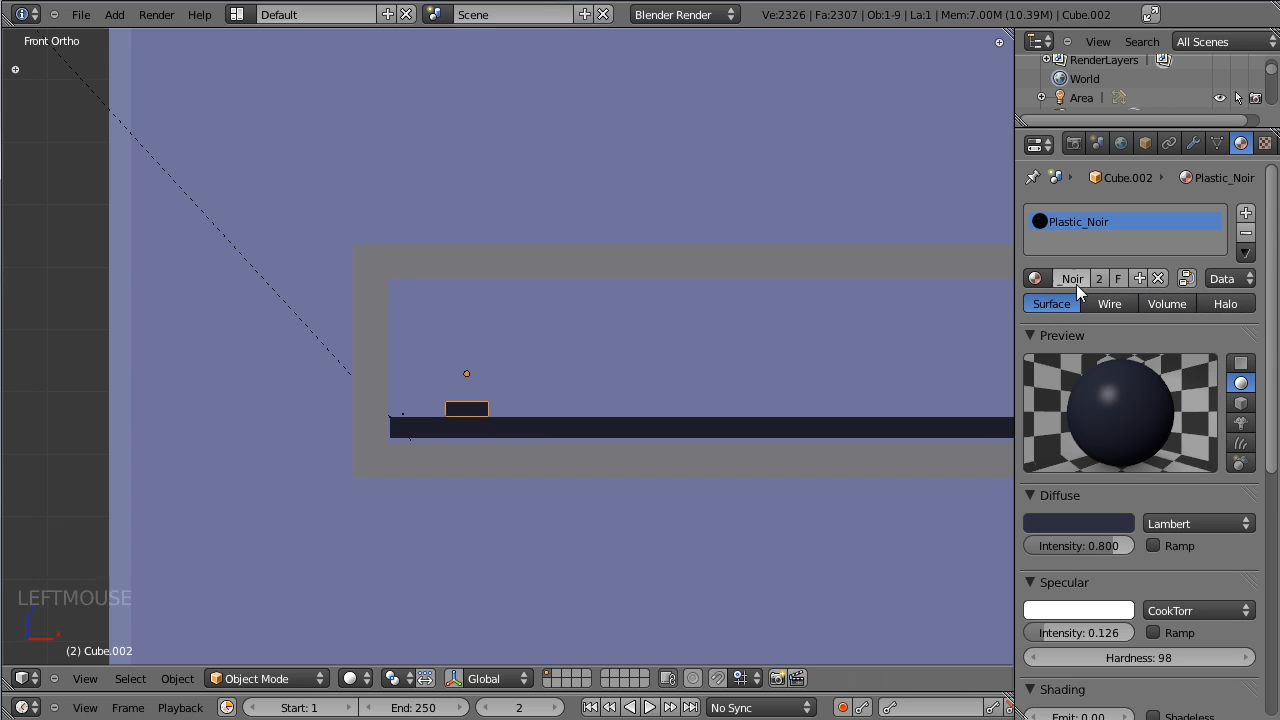 File Add Render Help Default Scene Blender Render Ve:2326 | Fa:2307 | Ob:1-9 | La:1 | Mem:7.00M (10.39M) | Cube.002
Front Ortho
View Search All Scenes
RenderLayers
World
Area
Cube.002 Plastic_Noir
Plastic_Noir
_Noir 2 F Data
Surface Wire Volume Halo
Preview
Diffuse
Lambert
Intensity: 0.800 Ramp
Specular
CookTorr
Intensity: 0.126 Ramp
Hardness: 98
Shading
Emit: 0.00 Shadeless
LEFTMOUSE
x
(2) Cube.002
View Select Object Object Mode Global
View Frame Playback Start: 1 End: 250 2 No Sync